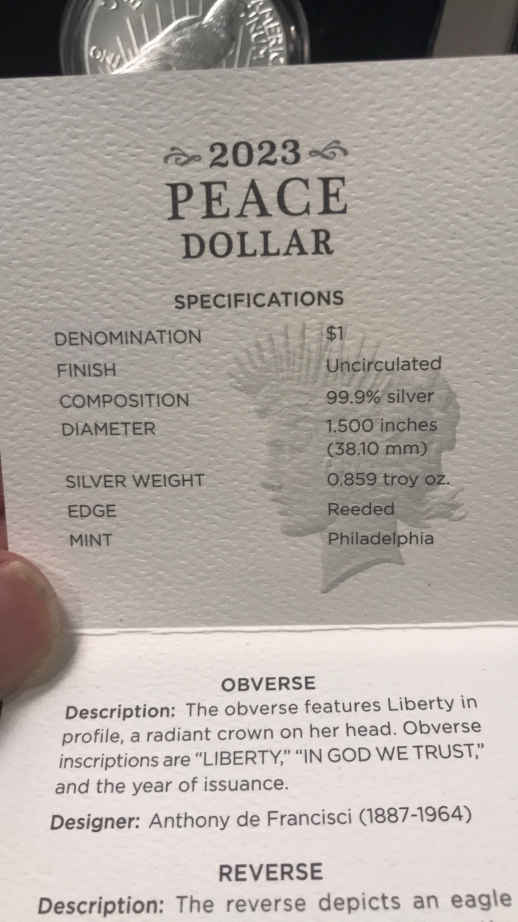 AMERIC
2023
PEACE
DOLLAR
SPECIFICATIONS
DENOMINATION $1
FINISH Uncirculated
COMPOSITION 99.9% silver
DIAMETER 1.500 inches
(38.10 mm)
SILVER WEIGHT 0.859 troy oz.
EDGE Reeded
MINT Philadelphia
OBVERSE
Description: The obverse features Liberty in
profile, a radiant crown on her head. Obverse
inscriptions are “LIBERTY,” “IN GOD WE TRUST,”
and the year of issuance.
Designer: Anthony de Francisci (1887-1964)
REVERSE
Description: The reverse depicts an eagle